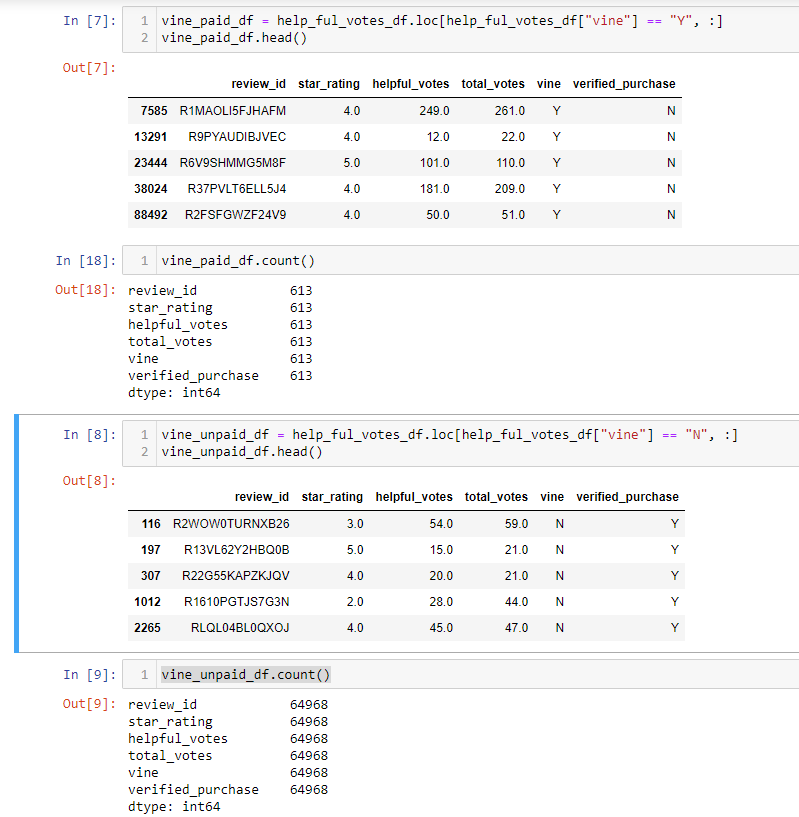 In [7]: 1 vine_paid_df = help_ful_votes_df.loc[help_ful_votes_df["vine"] == "Y", :]
2 vine_paid_df.head()
Out[7]:
review_id star_rating helpful_votes total_votes vine verified_purchase
7585 R1MAOLI5FJHAFM 4.0 249.0 261.0 Y N
13291 R9PYAUDIBJVEC 4.0 12.0 22.0 Y N
23444 R6V9SHMMG5M8F 5.0 101.0 110.0 Y N
38024 R37PVLT6ELL5J4 4.0 181.0 209.0 Y N
88492 R2FSFGWZF24V9 4.0 50.0 51.0 Y N
In [18]: 1 vine_paid_df.count()
Out[18]: review_id 613
star_rating 613
helpful_votes 613
total_votes 613
vine 613
verified_purchase 613
dtype: int64
In [8]: 1 vine_unpaid_df = help_ful_votes_df.loc[help_ful_votes_df["vine"] == "N", :]
2 vine_unpaid_df.head()
Out[8]:
review_id star_rating helpful_votes total_votes vine verified_purchase
116 R2WOW0TURNXB26 3.0 54.0 59.0 N Y
197 R13VL62Y2HBQ0B 5.0 15.0 21.0 N Y
307 R22G55KAPZKJQV 4.0 20.0 21.0 N Y
1012 R1610PGTJS7G3N 2.0 28.0 44.0 N Y
2265 RLQL04BL0QXOJ 4.0 45.0 47.0 N Y
In [9]: 1 vine_unpaid_df.count()
Out[9]: review_id 64968
star_rating 64968
helpful_votes 64968
total_votes 64968
vine 64968
verified_purchase 64968
dtype: int64